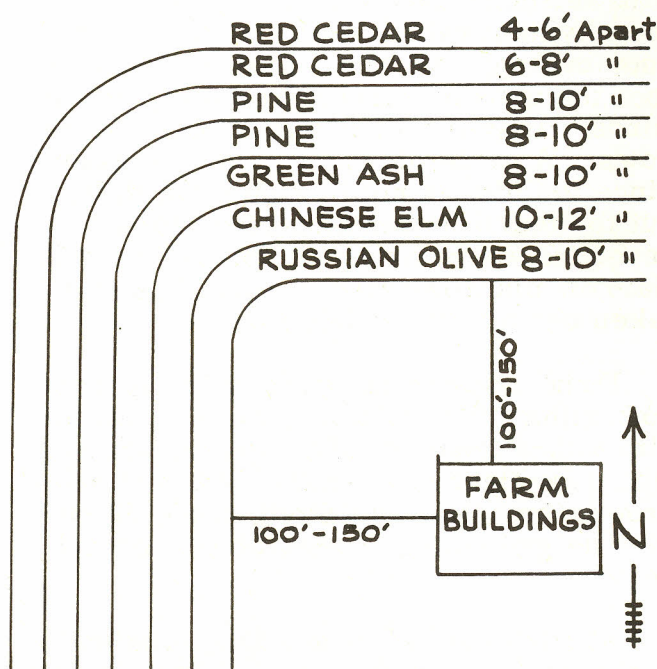 RED CEDAR 4-6' Apart
RED CEDAR 6-8' "
PINE 8-10' "
PINE 8-10' "
GREEN ASH 8-10' "
CHINESE ELM 10-12' "
RUSSIAN OLIVE 8-10' "
100'-150'
FARM
BUILDINGS
N
100'-150'